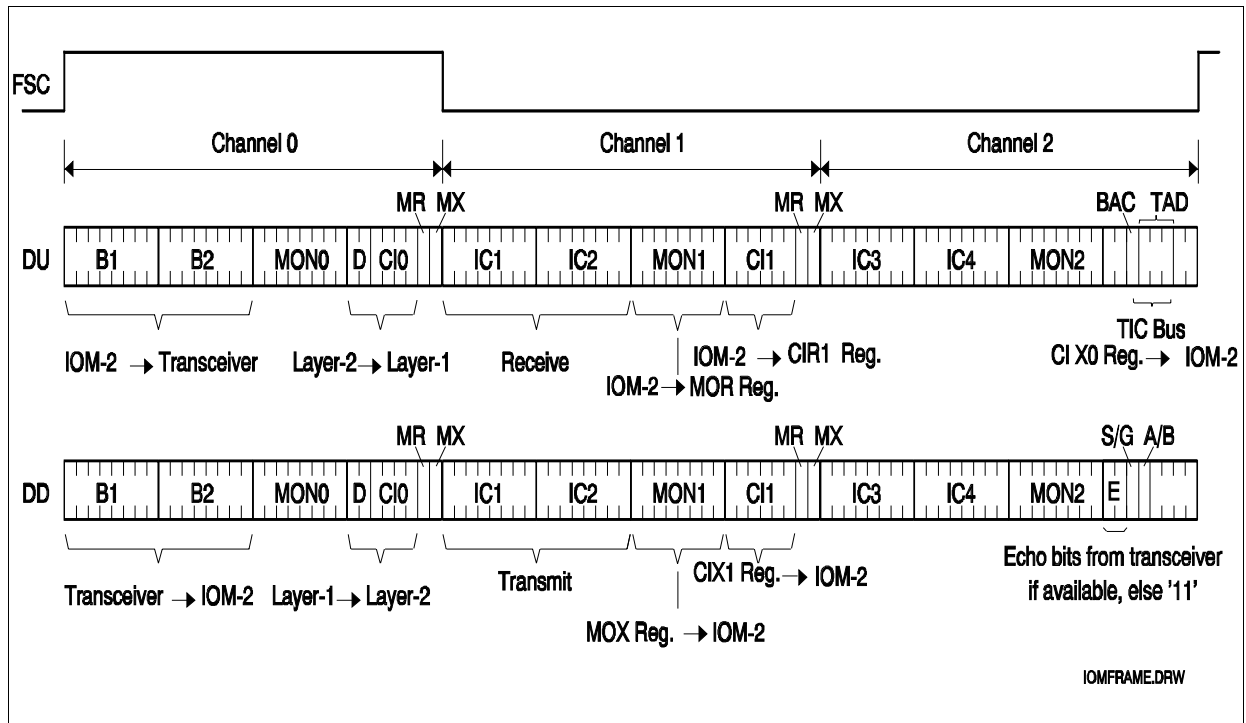 FSC
Channel 0 Channel 1 Channel 2
MR MX MR MX BAC TAD
DU B1 B2 MON0 D CI0 IC1 IC2 MON1 CI1 IC3 IC4 MON2
IOM-2 → Transceiver Layer-2 → Layer-1 Receive IOM-2 → CIR1 Reg. TIC Bus
IOM-2 → MOR Reg. CI X0 Reg. → IOM-2
MR MX MR MX S/G A/B
DD B1 B2 MON0 D CI0 IC1 IC2 MON1 CI1 IC3 IC4 MON2 E
Transceiver → IOM-2 Layer-1 → Layer-2 Transmit CIX1 Reg. → IOM-2 Echo bits from transceiver
if available, else '11'
MOX Reg. → IOM-2
IOMFRAME.DRW